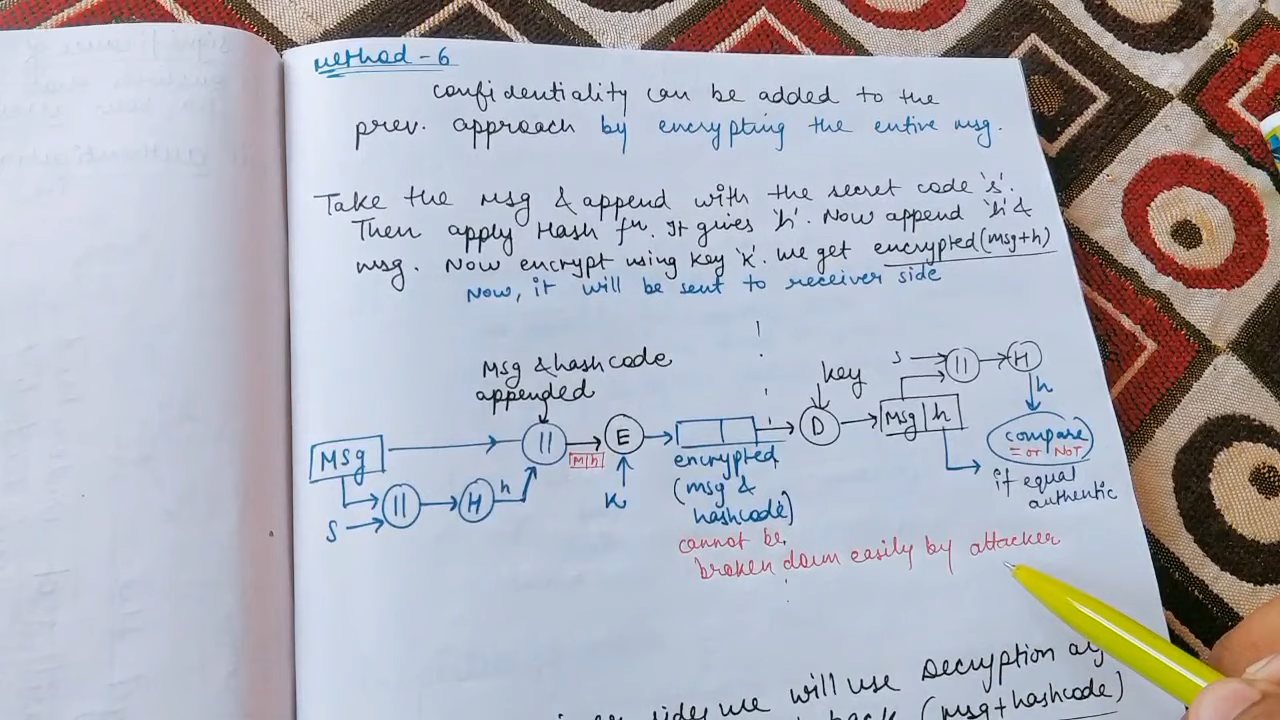 Method - 6
confidentiality can be added to the
prev. approach by encrypting the entire msg.
Take the msg & append with the secret code 's'.
Then apply Hash fn. It gives 'h'. Now append 'h' &
msg. Now encrypt using key 'k'. We get encrypted (msg+h)
Now, it will be sent to receiver side
Msg & hash code
appended
key
S
||
H
h
Msg
||
M|h
E
D
Msg | h
compare
= or NOT
encrypted
(msg &
hashcode)
if equal
authentic
S
||
H
h
K
cannot be
broken down easily by attacker
side we will use decryption
back (msg + hashcode)